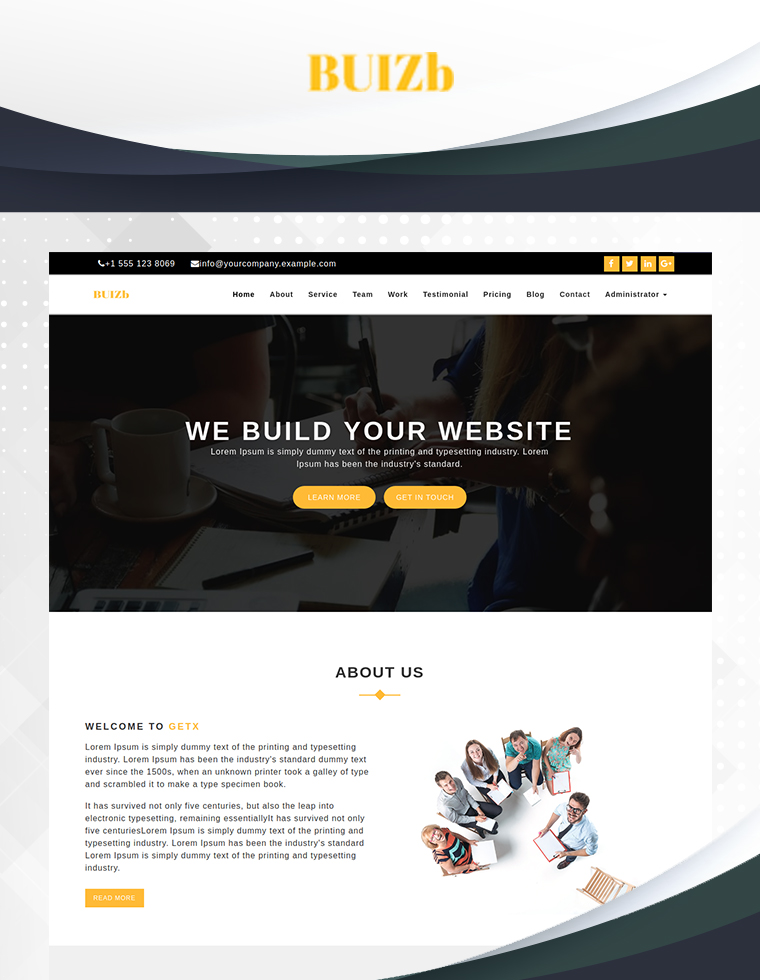 BUIZb
+1 555 123 8069 info@yourcompany.example.com
BUIZb Home About Service Team Work Testimonial Pricing Blog Contact Administrator
WE BUILD YOUR WEBSITE
Lorem Ipsum is simply dummy text of the printing and typesetting industry. Lorem
Ipsum has been the industry's standard.
LEARN MORE GET IN TOUCH
ABOUT US
WELCOME TO GETX
Lorem Ipsum is simply dummy text of the printing and typesetting
industry. Lorem Ipsum has been the industry's standard dummy text
ever since the 1500s, when an unknown printer took a galley of type
and scrambled it to make a type specimen book.
It has survived not only five centuries, but also the leap into
electronic typesetting, remaining essentiallyIt has survived not only
five centuriesLorem Ipsum is simply dummy text of the printing and
typesetting industry. Lorem Ipsum has been the industry's standard
Lorem Ipsum is simply dummy text of the printing and typesetting
industry.
READ MORE